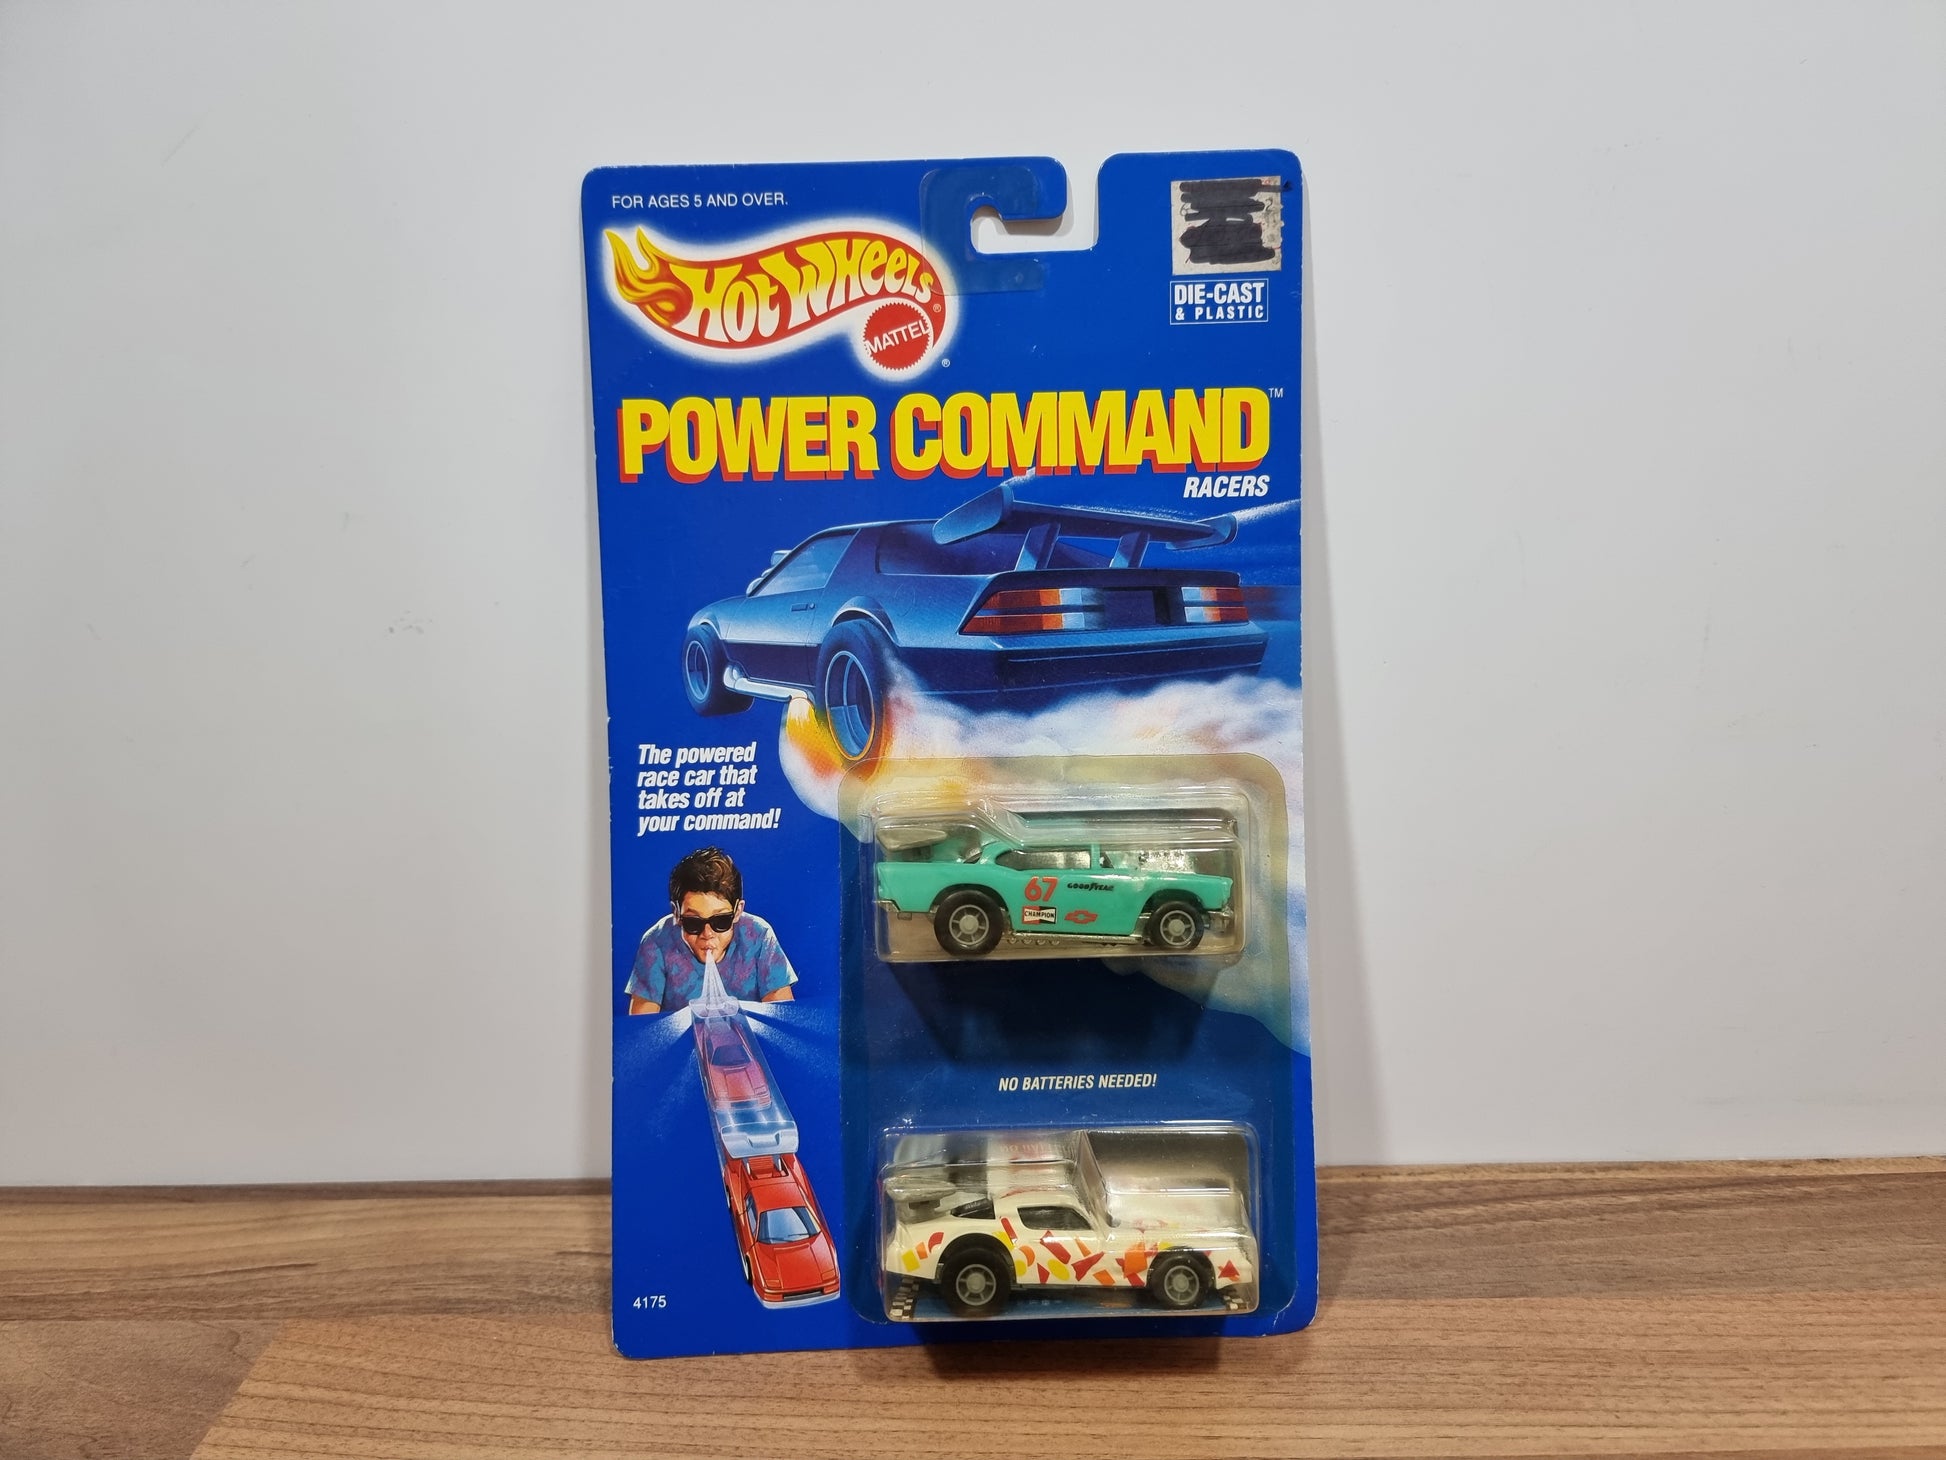 FOR AGES 5 AND OVER.
HOT WHEELS®
MATTEL
®
DIE-CAST
& PLASTIC
POWER COMMAND™
RACERS
The powered
race car that
takes off at
your command!
67 GOODYEAR
CHAMPION
NO BATTERIES NEEDED!
4175